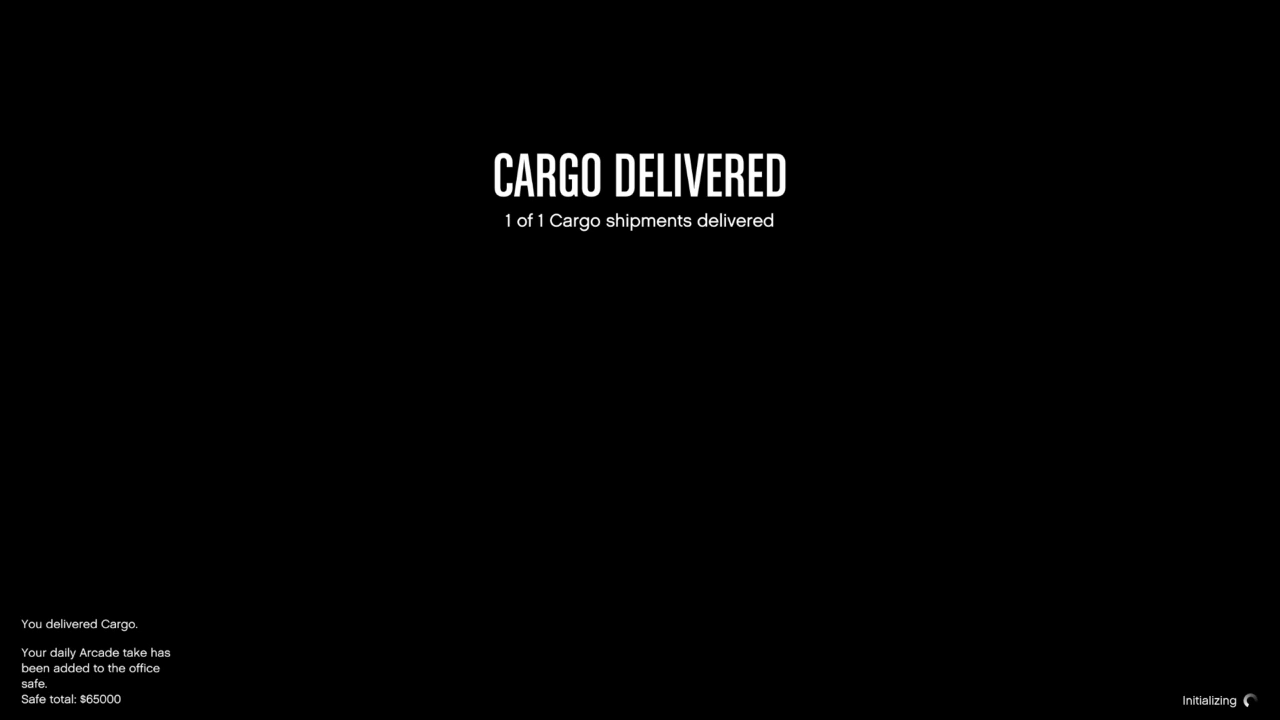 CARGO DELIVERED
1 of 1 Cargo shipments delivered
You delivered Cargo.
Your daily Arcade take has
been added to the office
safe.
Safe total: $65000
Initializing